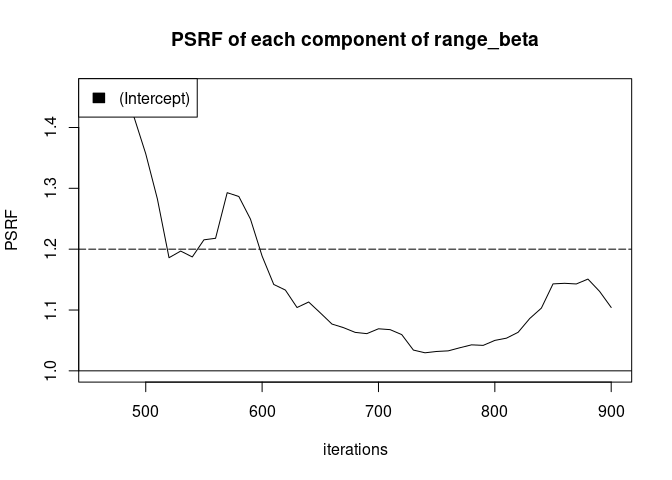 PSRF of each component of range_beta
(Intercept)
PSRF
1.4
1.3
1.2
1.1
1.0
500 600 700 800 900
iterations